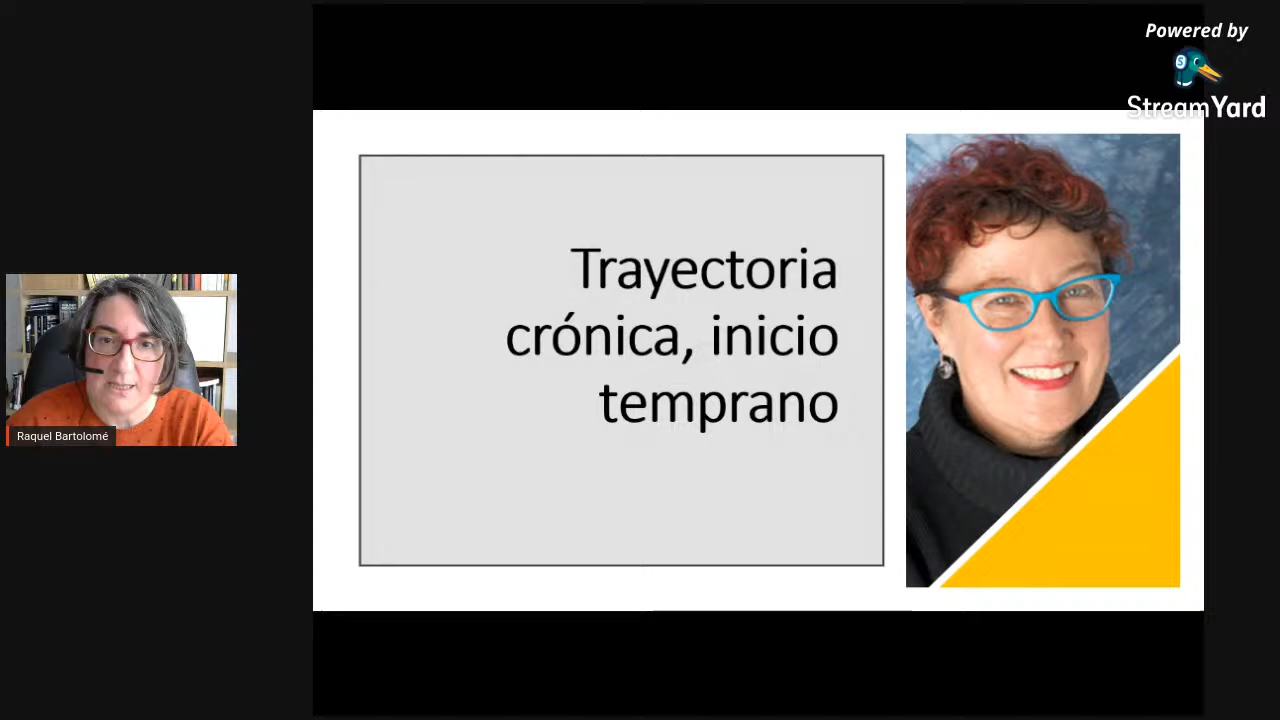 Powered by
StreamYard
Trayectoria
crónica, inicio
temprano
Raquel Bartolomé